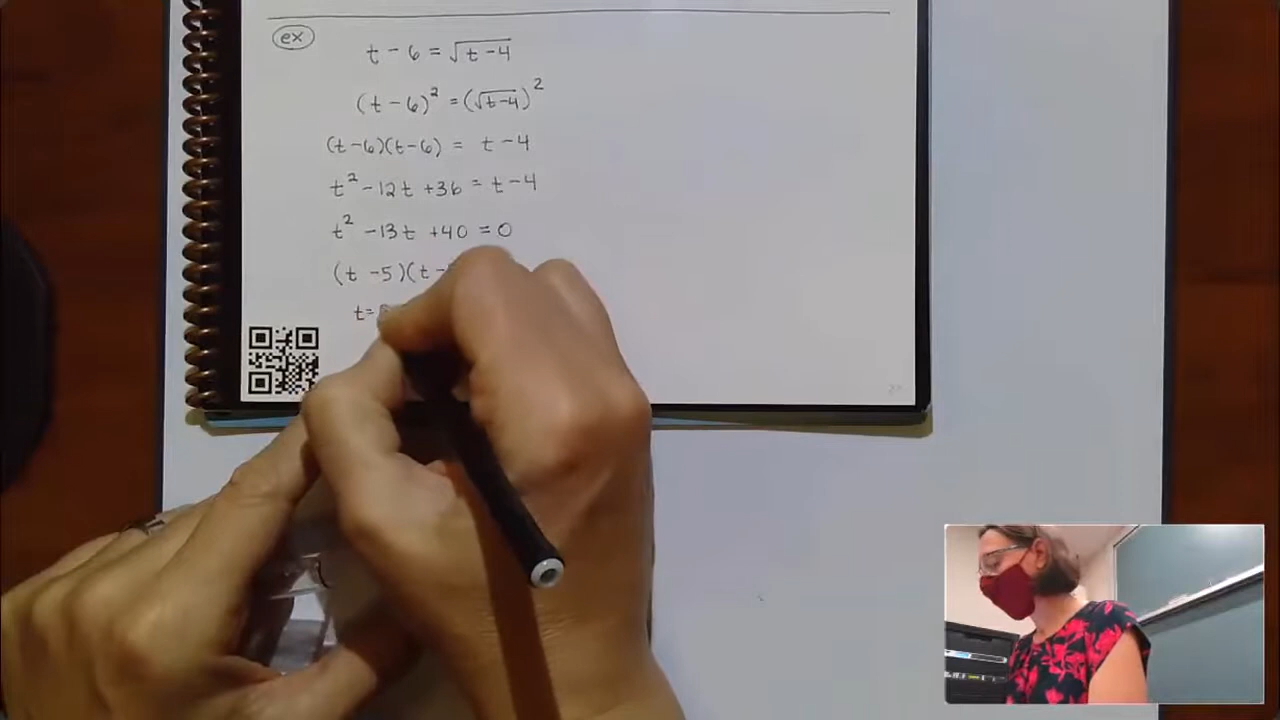 ex
t - 6 = √t-4
(t - 6)² = (√t-4)²
(t-6)(t-6) = t-4
t² -12t +36 = t-4
t² -13t +40 = 0
(t -5)(t -
t =